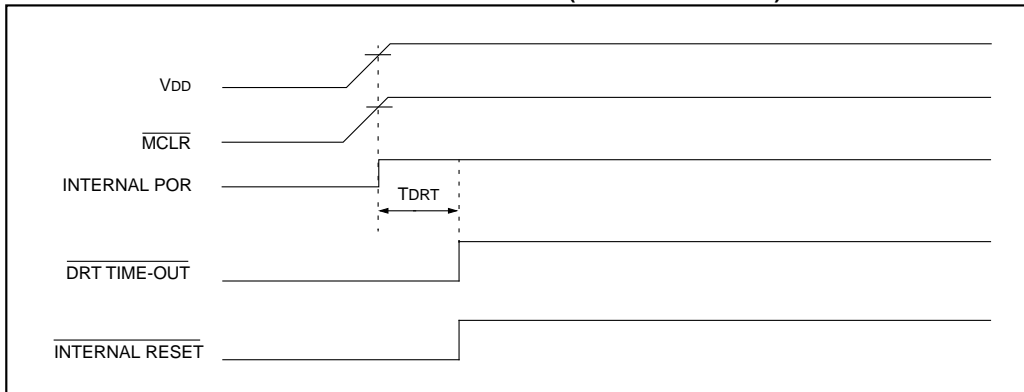 VDD
MCLR
INTERNAL POR
TDRT
DRT TIME-OUT
INTERNAL RESET